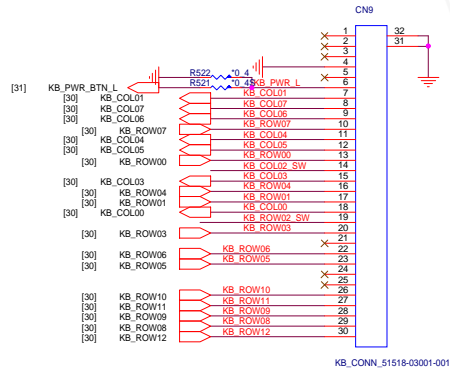 CN9
1 32
2 31
3
4
R522 *0_4 5
[31] KB_PWR_BTN_L R521 *0_4S KB_PWR_L 6
[30] KB_COL01 KB_COL01 7
[30] KB_COL07 KB_COL07 8
[30] KB_COL06 KB_COL06 9
[30] KB_ROW07 KB_ROW07 10
[30] KB_COL04 KB_COL04 11
[30] KB_COL05 KB_COL05 12
[30] KB_ROW00 KB_ROW00 13
KB_COL02_SW 14
[30] KB_COL03 KB_COL03 15
[30] KB_ROW04 KB_ROW04 16
[30] KB_ROW01 KB_ROW01 17
[30] KB_COL00 KB_COL00 18
KB_ROW02_SW 19
[30] KB_ROW03 KB_ROW03 20
21
[30] KB_ROW06 KB_ROW06 22
[30] KB_ROW05 KB_ROW05 23
24
25
[30] KB_ROW10 KB_ROW10 26
[30] KB_ROW11 KB_ROW11 27
[30] KB_ROW09 KB_ROW09 28
[30] KB_ROW08 KB_ROW08 29
[30] KB_ROW12 KB_ROW12 30
KB_CONN_51518-03001-001